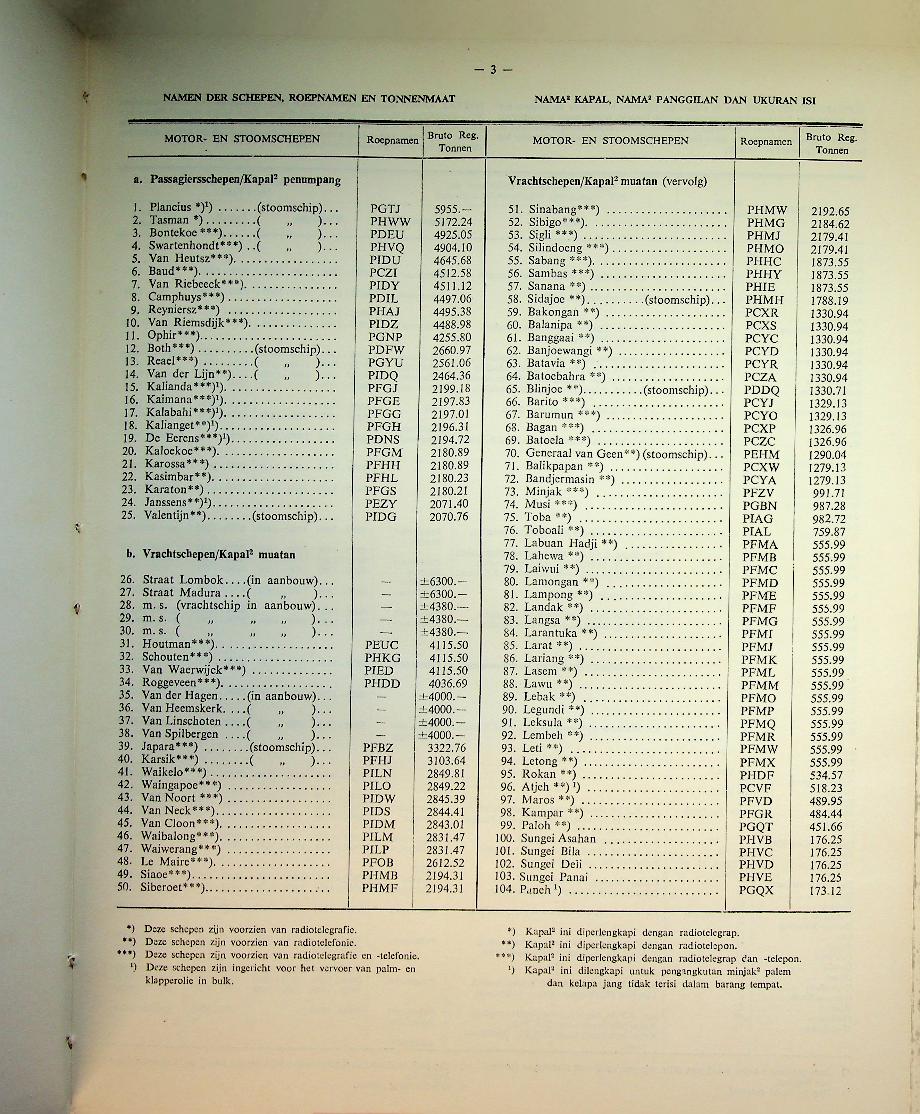 — 3 —
NAMEN DER SCHEPEN, ROEPNAMEN EN TONNENMAAT
MOTOR- EN STOOMSCHEPEN Roepnamen Bruto Reg. Tonnen
a. Passagiersschepen/Kapal² penumpang
1. Plancius *)¹) .......(stoomschip)... PGTJ 5955.—
2. Tasman *).........( „ )... PHWW 5172.24
3. Bontekoe ***)......( „ )... PDEU 4925.05
4. Swartenhondt***) ..( „ )... PHVQ 4904.10
5. Van Heutsz***)............... PIDU 4645.68
6. Baud***)..................... PCZI 4512.58
7. Van Riebeeck***).............. PIDY 4511.12
8. Camphuys***) ................ PDIL 4497.06
9. Reyniersz***) ................ PHAJ 4495.38
10. Van Riemsdijk***)............. PIDZ 4488.98
11. Ophir***).................... PGNP 4255.80
12. Both***) ..........(stoomschip)... PDFW 2660.97
13. Reael***) .........( „ )... PGYU 2561.06
14. Van der Lijn**)....( „ )... PIDQ 2464.36
15. Kalianda***)¹)................ PFGJ 2199.18
16. Kaimana***)¹)................ PFGE 2197.83
17. Kalabahi***)¹)................ PFGG 2197.01
18. Kalianget**)¹)................ PFGH 2196.31
19. De Eerens***)¹)............... PDNS 2194.72
20. Kaloekoe***).................. PFGM 2180.89
21. Karossa***) .................. PFHH 2180.89
22. Kasimbar**).................. PFHL 2180.23
23. Karaton**) .................. PFGS 2180.21
24. Janssens**)¹)................. PEZY 2071.40
25. Valentijn**)........(stoomschip)... PIDG 2070.76
b. Vrachtschepen/Kapal² muatan
26. Straat Lombok....(in aanbouw)... — ±6300.—
27. Straat Madura ....( „ )... — ±6300.—
28. m. s. (vrachtschip in aanbouw)... — ±4380.—
29. m. s. ( „ „ „ )... — ±4380.—
30. m. s. ( „ „ „ )... — ±4380.—
31. Houtman***).................. PEUC 4115.50
32. Schouten***) ................. PHKG 4115.50
33. Van Waerwijck***) ............ PIED 4115.50
34. Roggeveen***)................. PHDD 4036.69
35. Van der Hagen.....(in aanbouw)... — ±4000.—
36. Van Heemskerk....( „ )... — ±4000.—
37. Van Linschoten ....( „ )... — ±4000.—
38. Van Spilbergen ....( „ )... — ±4000.—
39. Japara***) ........(stoomschip)... PFBZ 3322.76
40. Karsik***) ........( „ )... PFHJ 3103.64
41. Waikelo***) .................. PILN 2849.81
42. Waingapoe***) ................ PILO 2849.22
43. Van Noort ***) ............... PIDW 2845.39
44. Van Neck***)................. PIDS 2844.41
45. Van Cloon***)................ PIDM 2843.01
46. Waibalong***)................ PILM 2831.47
47. Waiwerang***) ................ PILP 2831.47
48. Le Maire***)................. PFOB 2612.52
49. Siaoe***).................... PHMB 2194.31
50. Siberoet***).................. PHMF 2194.31
*) Deze schepen zijn voorzien van radiotelegrafie.
**) Deze schepen zijn voorzien van radiotelefonie.
***) Deze schepen zijn voorzien van radiotelegrafie en -telefonie.
¹) Deze schepen zijn ingericht voor het vervoer van palm- en
klapperolie in bulk.
NAMA² KAPAL, NAMA² PANGGILAN DAN UKURAN ISI
MOTOR- EN STOOMSCHEPEN Roepnamen Bruto Reg. Tonnen
Vrachtschepen/Kapal² muatan (vervolg)
51. Sinabang***) .................. PHMW 2192.65
52. Sibigo***)..................... PHMG 2184.62
53. Sigli ***) ..................... PHMJ 2179.41
54. Silindoeng ***) ................ PHMO 2179.41
55. Sabang ***).................... PHHC 1873.55
56. Sambas ***) ................... PHHY 1873.55
57. Sanana **) .................... PHIE 1873.55
58. Sidajoe **).........(stoomschip)... PHMH 1788.19
59. Bakongan **) .................. PCXR 1330.94
60. Balanipa **) ................... PCXS 1330.94
61. Banggaai **) .................. PCYC 1330.94
62. Banjoewangi **) ............... PCYD 1330.94
63. Batavia **) .................... PCYR 1330.94
64. Batoebahra **) ................ PCZA 1330.94
65. Blinjoe **)..........(stoomschip)... PDDQ 1330.71
66. Barito ***) .................... PCYJ 1329.13
67. Barumun ***) ................. PCYO 1329.13
68. Bagan ***) .................... PCXP 1326.96
69. Batoela ***) ................... PCZC 1326.96
70. Generaal van Geen**) (stoomschip)... PEHM 1290.04
71. Balikpapan **) ................. PCXW 1279.13
72. Bandjermasin **) ............... PCYA 1279.13
73. Minjak ***) ................... PFZV 991.71
74. Musi ***) ..................... PGBN 987.28
75. Toba **) ...................... PIAG 982.72
76. Toboali **) .................... PIAL 759.87
77. Labuan Hadji **) .............. PFMA 555.99
78. Lahewa **) .................... PFMB 555.99
79. Laiwui **) ..................... PFMC 555.99
80. Lamongan **) .................. PFMD 555.99
81. Lampong **) ................... PFME 555.99
82. Landak **) .................... PFMF 555.99
83. Langsa **) .................... PFMG 555.99
84. Larantuka **) .................. PFMI 555.99
85. Larat **) ...................... PFMJ 555.99
86. Lariang **) .................... PFMK 555.99
87. Lasem **) ..................... PFML 555.99
88. Lawu **) ...................... PFMM 555.99
89. Lebak **) ..................... PFMO 555.99
90. Legundi **) ................... PFMP 555.99
91. Leksula **) .................... PFMQ 555.99
92. Lembeh **) ................... PFMR 555.99
93. Leti **) ....................... PFMW 555.99
94. Letong **) .................... PFMX 555.99
95. Rokan **) ..................... PHDF 534.57
96. Atjeh **) ¹) ................... PCVF 518.23
97. Maros **) ..................... PFVD 489.95
98. Kampar **) ................... PFGR 484.44
99. Paloh **) ..................... PGQT 451.66
100. Sungei Asahan ................. PHVB 176.25
101. Sungei Bila .................... PHVC 176.25
102. Sungei Deli .................... PHVD 176.25
103. Sungei Panai ................... PHVE 176.25
104. Paneh ¹) ...................... PGQX 173.12
*) Kapal² ini diperlengkapi dengan radiotelegrap.
**) Kapal² ini diperlengkapi dengan radiotelepon.
***) Kapal² ini diperlengkapi dengan radiotelegrap dan -telepon.
¹) Kapal² ini dilengkapi untuk pengangkutan minjak² palem
dan kelapa jang tidak terisi dalam barang tempat.